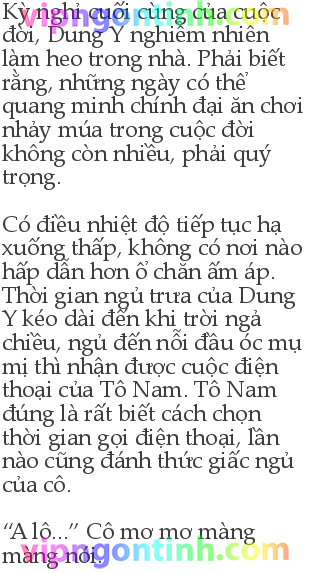 Kỳ nghỉ cuối cùng của cuộc
đời, Dung Y nghiễm nhiên
làm heo trong nhà. Phải biết
rằng, những ngày có thể
quang minh chính đại ăn chơi
nhảy múa trong cuộc đời
không còn nhiều, phải quý
trọng.
Có điều nhiệt độ tiếp tục hạ
xuống thấp, không có nơi nào
hấp dẫn hơn ổ chăn ấm áp.
Thời gian ngủ trưa của Dung
Y kéo dài đến khi trời ngả
chiều, ngủ đến nỗi đầu óc mụ
mị thì nhận được cuộc điện
thoại của Tô Nam. Tô Nam
đúng là rất biết cách chọn
thời gian gọi điện thoại, lần
nào cũng đánh thức giấc ngủ
của cô.
“A lô...” Cô mơ mơ màng
màng nói.
vipngontinh.com
vipngontinh.com